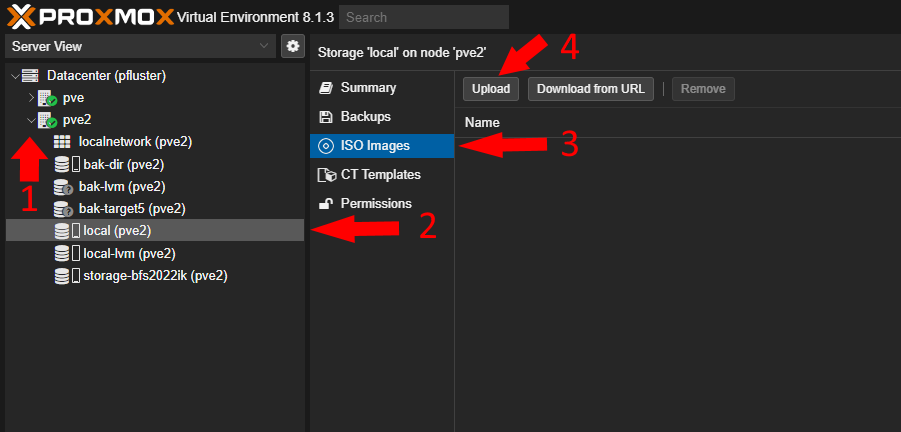 PROXMOX Virtual Environment 8.1.3
Search
Server View
Storage 'local' on node 'pve2'
4
Datacenter (pfluster)
pve
pve2
localnetwork (pve2)
bak-dir (pve2)
bak-lvm (pve2)
bak-target5 (pve2)
local (pve2)
local-lvm (pve2)
storage-bfs2022ik (pve2)
1
2
Summary
Backups
ISO Images
CT Templates
Permissions
3
Upload
Download from URL
Remove
Name